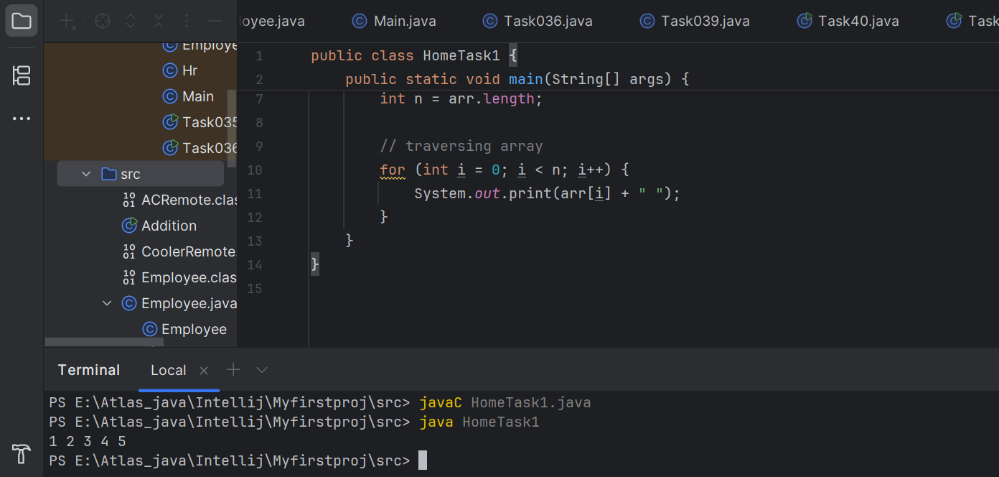 oyee.java Main.java Task036.java Task039.java Task40.java Task
Employe
Hr
Main
Task035
Task036
src
ACRemote.clas
Addition
CoolerRemote.
Employee.clas
Employee.java
Employee
1 public class HomeTask1 {
2 public static void main(String[] args) {
7 int n = arr.length;
8
9 // traversing array
10 for (int i = 0; i < n; i++) {
11 System.out.print(arr[i] + " ");
12 }
13 }
14 }
15
Terminal Local
PS E:\Atlas_java\Intellij\Myfirstproj\src> javaC HomeTask1.java
PS E:\Atlas_java\Intellij\Myfirstproj\src> java HomeTask1
1 2 3 4 5
PS E:\Atlas_java\Intellij\Myfirstproj\src>